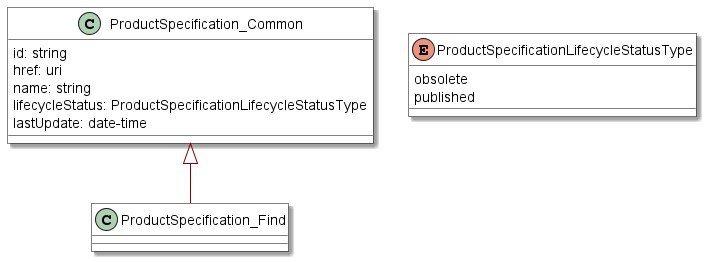 C ProductSpecification_Common
id: string
href: uri
name: string
lifecycleStatus: ProductSpecificationLifecycleStatusType
lastUpdate: date-time
E ProductSpecificationLifecycleStatusType
obsolete
published
C ProductSpecification_Find